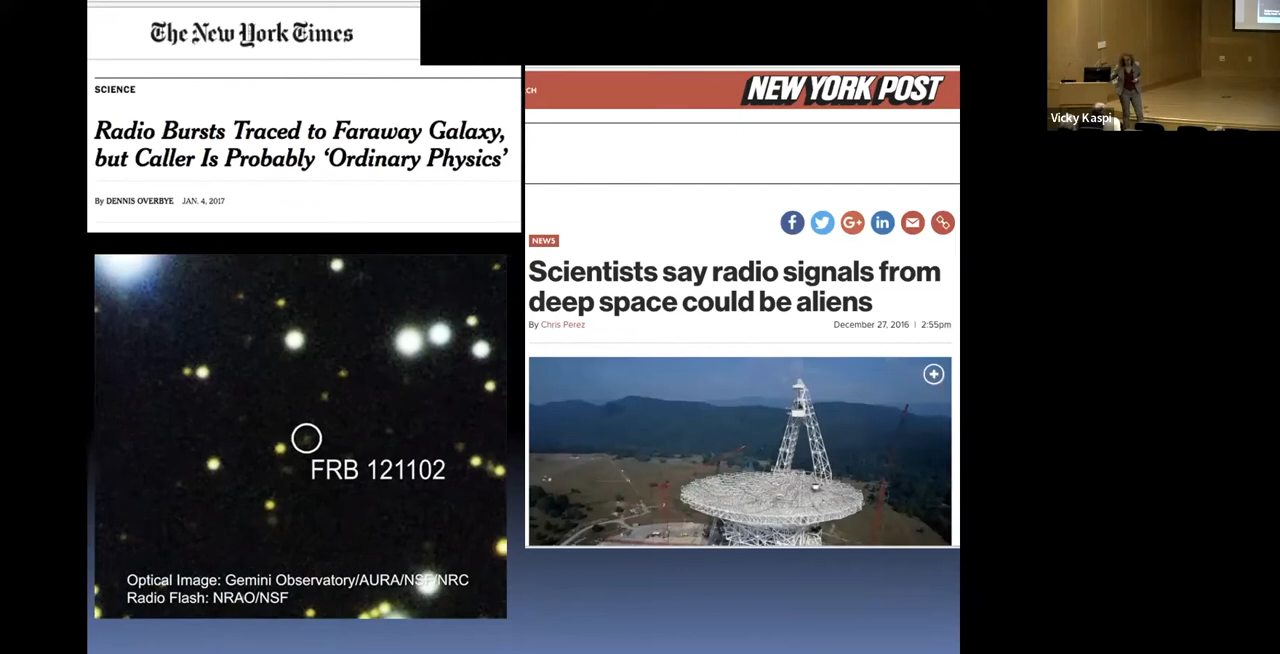 The New York Times
SCIENCE
Radio Bursts Traced to Faraway Galaxy,
but Caller Is Probably ‘Ordinary Physics’
By DENNIS OVERBYE JAN. 4, 2017
FRB 121102
Optical Image: Gemini Observatory/AURA/NSF/NRC
Radio Flash: NRAO/NSF
CH
NEW YORK POST
f G+ in
NEWS
Scientists say radio signals from
deep space could be aliens
By Chris Perez December 27, 2016 | 2:55pm
Vicky Kaspi